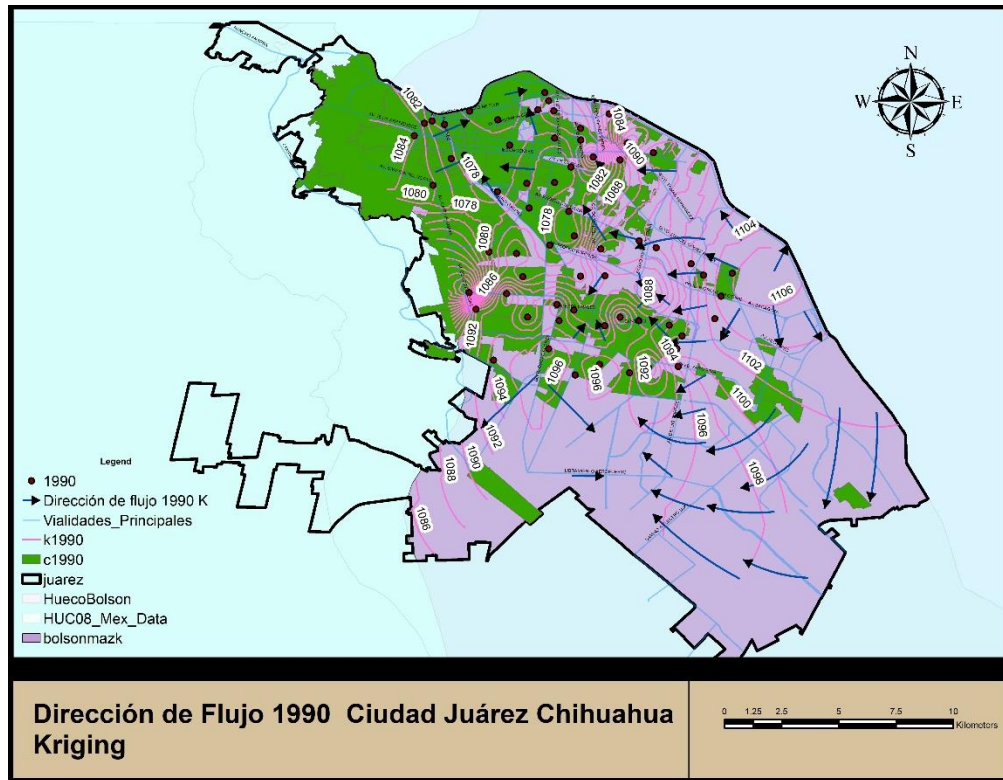 N
W E
S
1082
1084
1084
1090
1078
1082
1080
1088
1078
1078
1104
1080
1086
1088
1106
1092
1094
1102
1096
1096
1092
1094
1100
1092
1096
1090
1088
1098
1086
Legend
1990
Dirección de flujo 1990 K
Vialidades_Principales
k1990
c1990
juarez
HuecoBolson
HUC08_Mex_Data
bolsonmazk
Dirección de Flujo 1990 Ciudad Juárez Chihuahua
Kriging
0 1.25 2.5 5 7.5 10
Kilometers